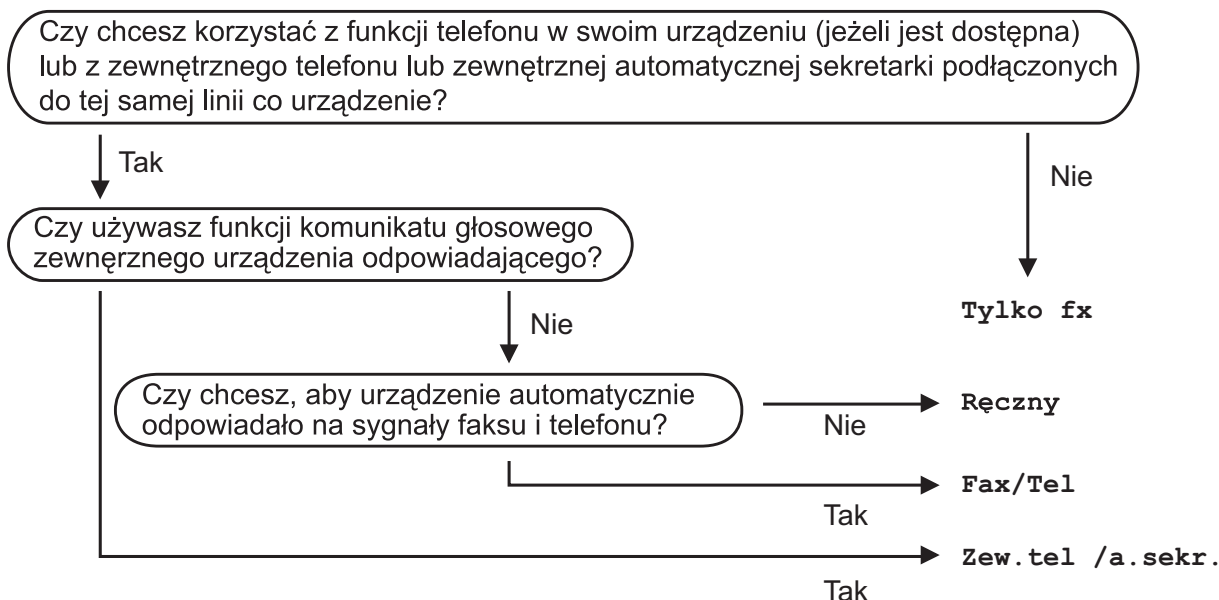 Czy chcesz korzystać z funkcji telefonu w swoim urządzeniu (jeżeli jest dostępna)
lub z zewnętrznego telefonu lub zewnętrznej automatycznej sekretarki podłączonych
do tej samej linii co urządzenie?
Tak
Nie
Czy używasz funkcji komunikatu głosowego
zewnęrznego urządzenia odpowiadającego?
Tylko fx
Nie
Czy chcesz, aby urządzenie automatycznie
odpowiadało na sygnały faksu i telefonu?
Nie
Ręczny
Fax/Tel
Tak
Zew.tel /a.sekr.
Tak